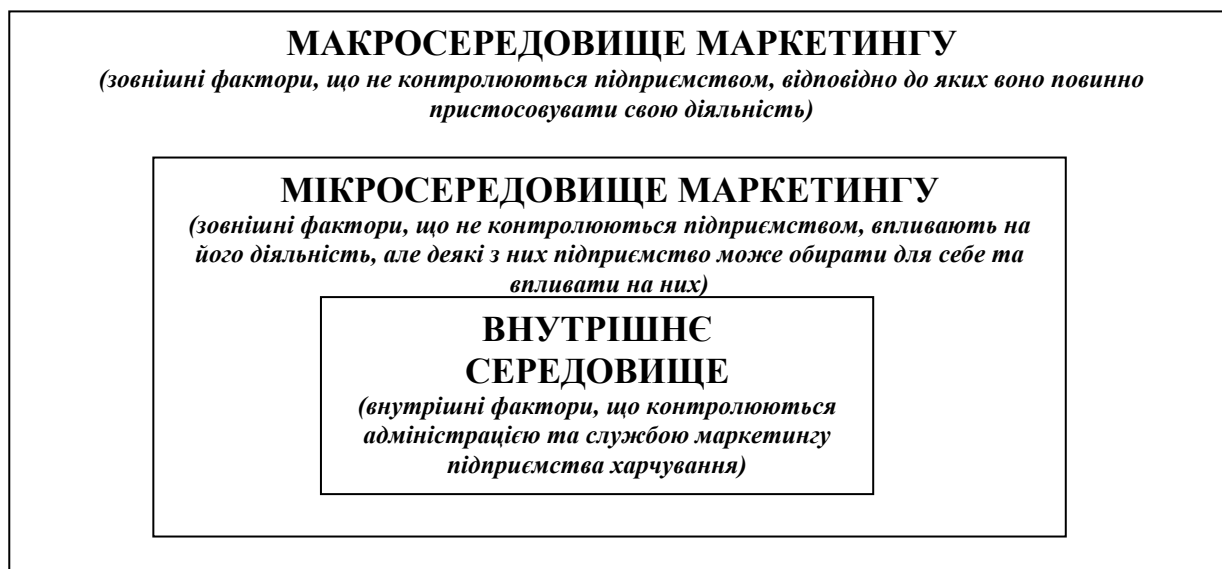 МАКРОСЕРЕДОВИЩЕ МАРКЕТИНГУ
(зовнішні фактори, що не контролюються підприємством, відповідно до яких воно повинно
пристосовувати свою діяльність)
МІКРОСЕРЕДОВИЩЕ МАРКЕТИНГУ
(зовнішні фактори, що не контролюються підприємством, впливають на
його діяльність, але деякі з них підприємство може обирати для себе та
впливати на них)
ВНУТРІШНЄ
СЕРЕДОВИЩЕ
(внутрішні фактори, що контролюються
адміністрацією та службою маркетингу
підприємства харчування)